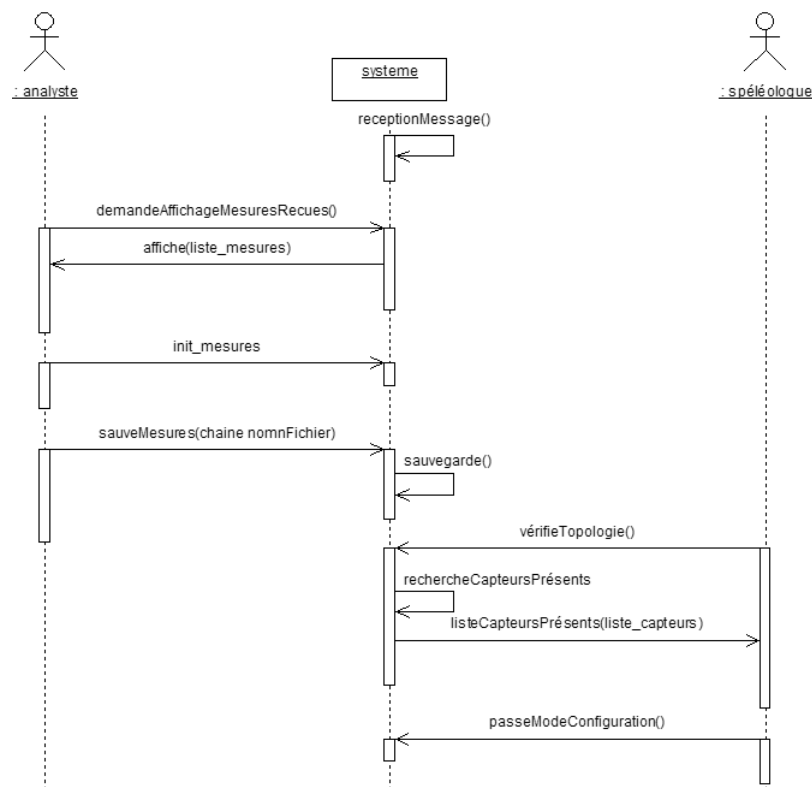 : analyste
systeme
: spéléologue
receptionMessage()
demandeAffichageMesuresRecues()
affiche(liste_mesures)
init_mesures
sauveMesures(chaine nomnFichier)
sauvegarde()
vérifieTopologie()
rechercheCapteursPrésents
listeCapteursPrésents(liste_capteurs)
passeModeConfiguration()